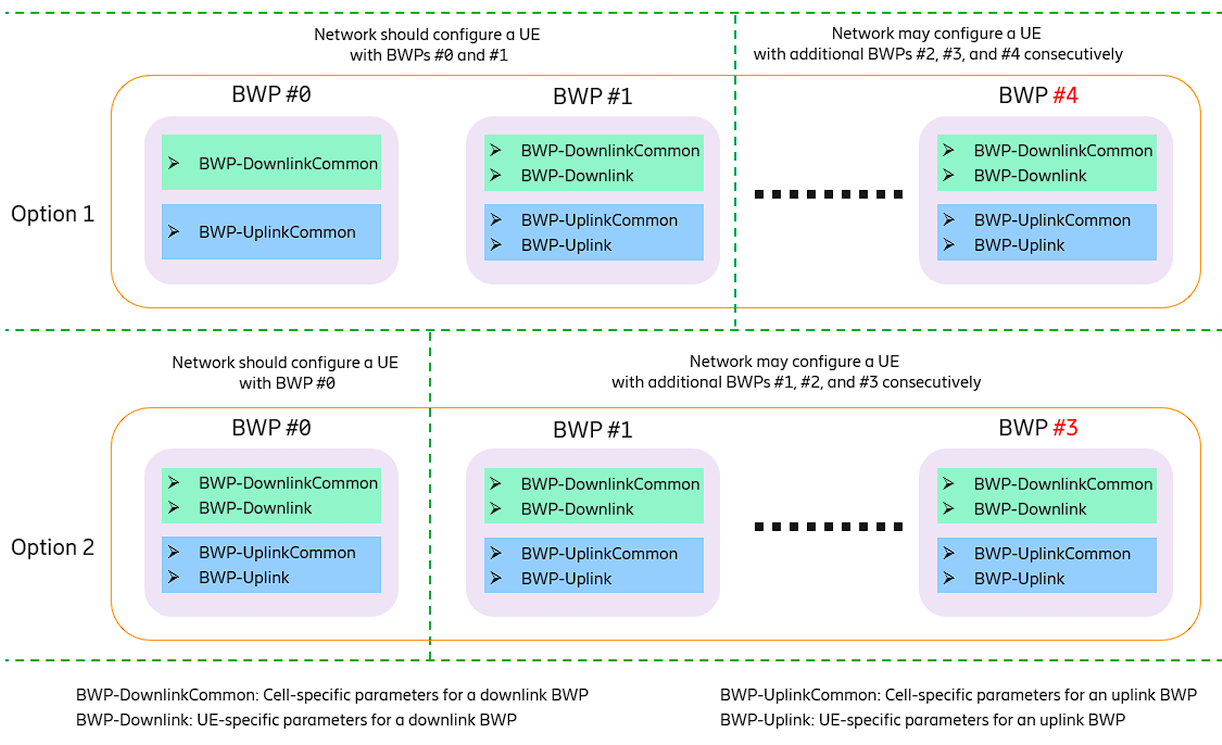 Network should configure a UE
with BWPs #0 and #1
Network may configure a UE
with additional BWPs #2, #3, and #4 consecutively
Option 1
BWP #0
➢ BWP-DownlinkCommon
➢ BWP-UplinkCommon
BWP #1
➢ BWP-DownlinkCommon
➢ BWP-Downlink
➢ BWP-UplinkCommon
➢ BWP-Uplink
BWP #4
➢ BWP-DownlinkCommon
➢ BWP-Downlink
➢ BWP-UplinkCommon
➢ BWP-Uplink
Network should configure a UE
with BWP #0
Network may configure a UE
with additional BWPs #1, #2, and #3 consecutively
Option 2
BWP #0
➢ BWP-DownlinkCommon
➢ BWP-Downlink
➢ BWP-UplinkCommon
➢ BWP-Uplink
BWP #1
➢ BWP-DownlinkCommon
➢ BWP-Downlink
➢ BWP-UplinkCommon
➢ BWP-Uplink
BWP #3
➢ BWP-DownlinkCommon
➢ BWP-Downlink
➢ BWP-UplinkCommon
➢ BWP-Uplink
BWP-DownlinkCommon: Cell-specific parameters for a downlink BWP
BWP-Downlink: UE-specific parameters for a downlink BWP
BWP-UplinkCommon: Cell-specific parameters for an uplink BWP
BWP-Uplink: UE-specific parameters for an uplink BWP